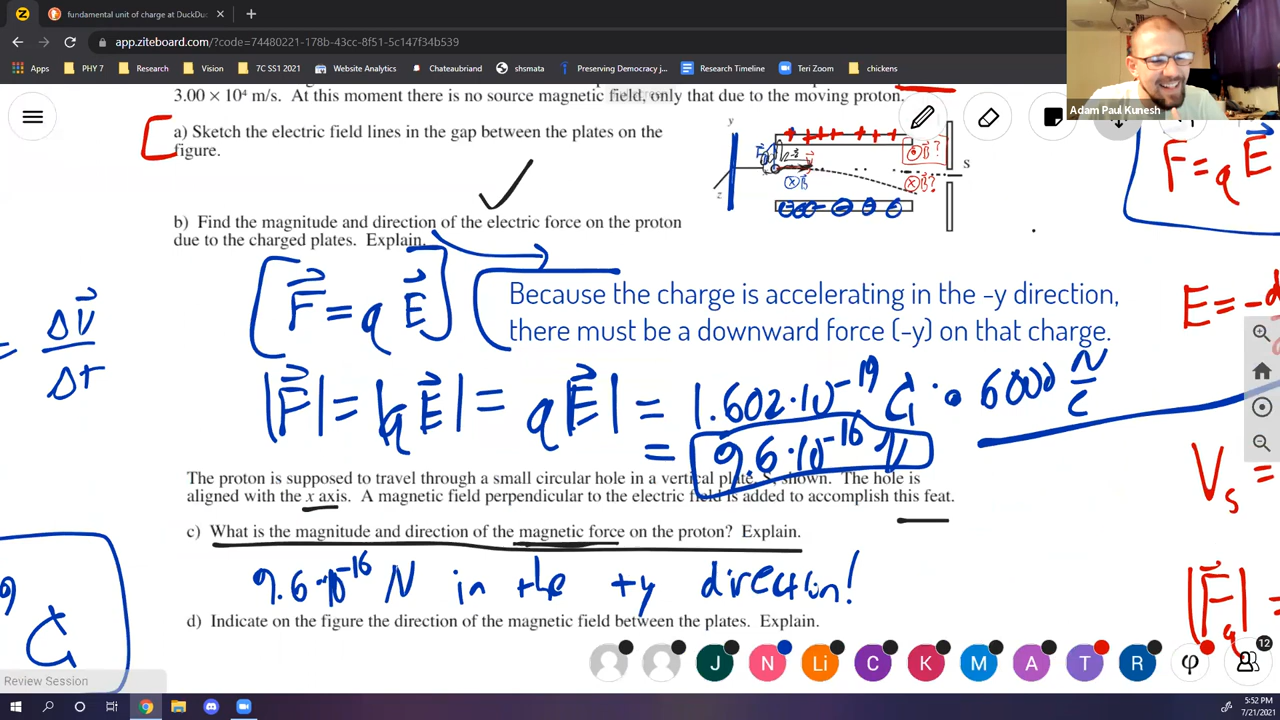 fundamental unit of charge at DuckDuc
app.ziteboard.com/?code=74480221-178b-43cc-8f51-5c147f34b539
Apps PHY 7 Research Vision 7C SS1 2021 Website Analytics Chatea shsmata Preserving Democracy j... Research Timeline Teri Zoom chickens
Adam Paul Kunesh
3.00 × 10⁴ m/s. At this moment there is no source magnetic field, only that due to the moving proton.
a) Sketch the electric field lines in the gap between the plates on the
figure.
y
z
S
B?
B
B?
F = q E
b) Find the magnitude and direction of the electric force on the proton
due to the charged plates. Explain.
F = q E
Because the charge is accelerating in the -y direction,
there must be a downward force (-y) on that charge.
E = -
= ΔV
Δt
|F| = |qE| = q|E| = 1.602·10⁻¹⁹ C · 6000 N/C
= 9.6·10⁻¹⁶ N
The proton is supposed to travel through a small circular hole in a vertical plate, S, shown. The hole is
aligned with the x axis. A magnetic field perpendicular to the electric field is added to accomplish this feat.
Vs =
c) What is the magnitude and direction of the magnetic force on the proton? Explain.
9.6·10⁻¹⁶ N in the +y direction!
|F| =
d) Indicate on the figure the direction of the magnetic field between the plates. Explain.
9 C
J N Li C K M A T R φ 12
Review Session
5:52 PM
7/21/2021